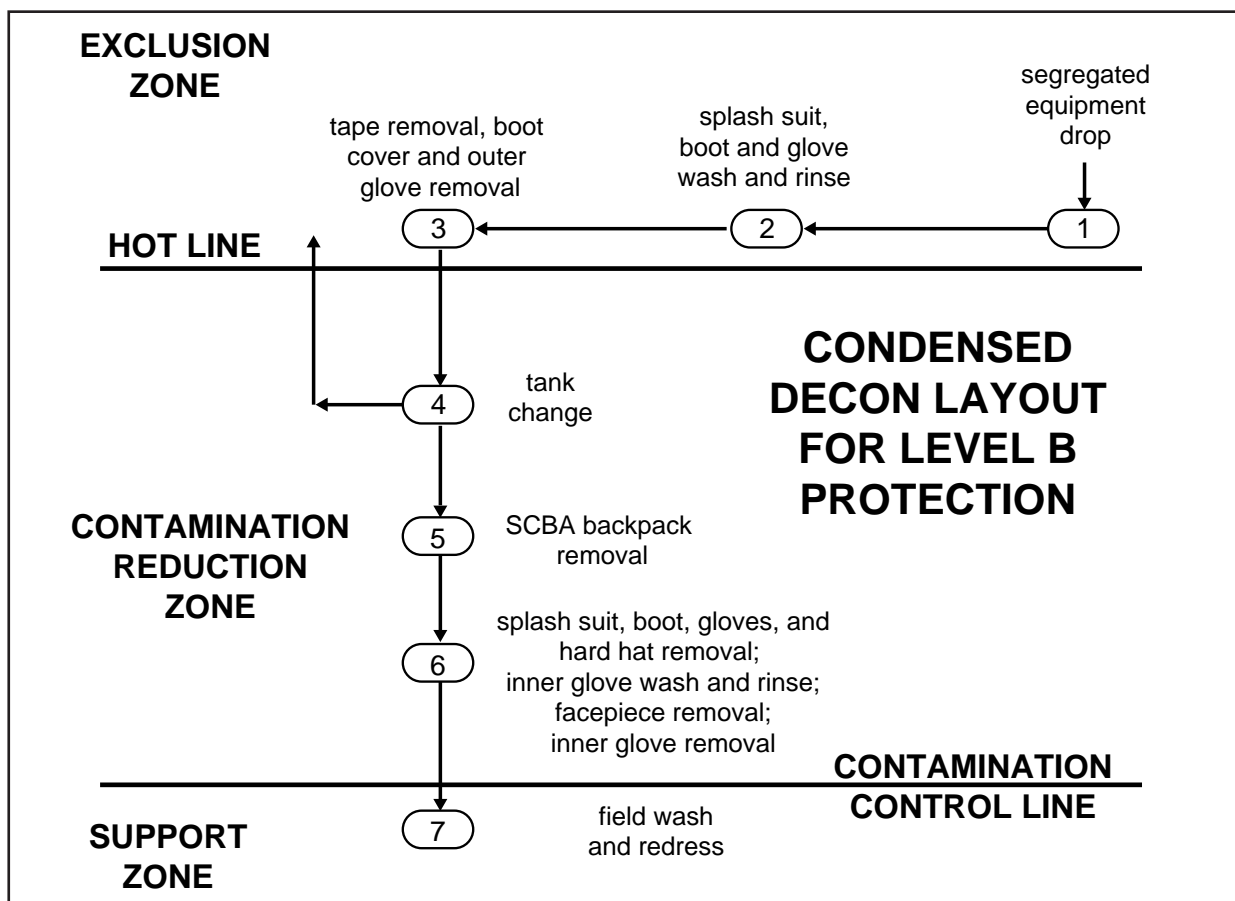 EXCLUSION
ZONE
segregated
equipment
drop
splash suit,
boot and glove
wash and rinse
tape removal, boot
cover and outer
glove removal
1
2
3
HOT LINE
CONDENSED
DECON LAYOUT
FOR LEVEL B
PROTECTION
4
tank
change
CONTAMINATION
REDUCTION
ZONE
5
SCBA backpack
removal
6
splash suit, boot, gloves, and
hard hat removal;
inner glove wash and rinse;
facepiece removal;
inner glove removal
CONTAMINATION
CONTROL LINE
SUPPORT
ZONE
7
field wash
and redress